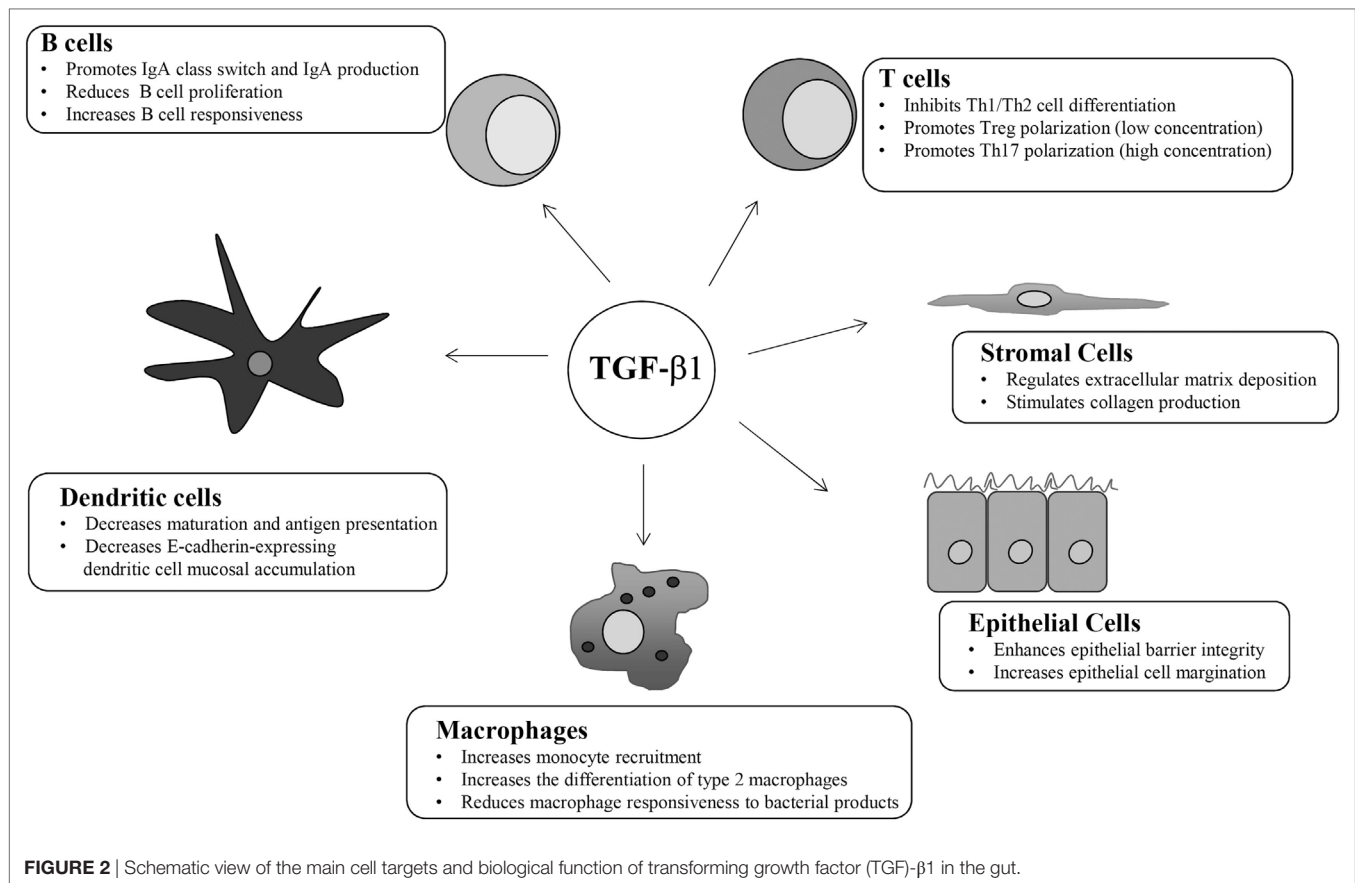 B cells
• Promotes IgA class switch and IgA production
• Reduces B cell proliferation
• Increases B cell responsiveness
T cells
• Inhibits Th1/Th2 cell differentiation
• Promotes Treg polarization (low concentration)
• Promotes Th17 polarization (high concentration)
TGF-β1
Stromal Cells
• Regulates extracellular matrix deposition
• Stimulates collagen production
Dendritic cells
• Decreases maturation and antigen presentation
• Decreases E-cadherin-expressing
dendritic cell mucosal accumulation
Epithelial Cells
• Enhances epithelial barrier integrity
• Increases epithelial cell margination
Macrophages
• Increases monocyte recruitment
• Increases the differentiation of type 2 macrophages
• Reduces macrophage responsiveness to bacterial products
FIGURE 2 | Schematic view of the main cell targets and biological function of transforming growth factor (TGF)-β1 in the gut.